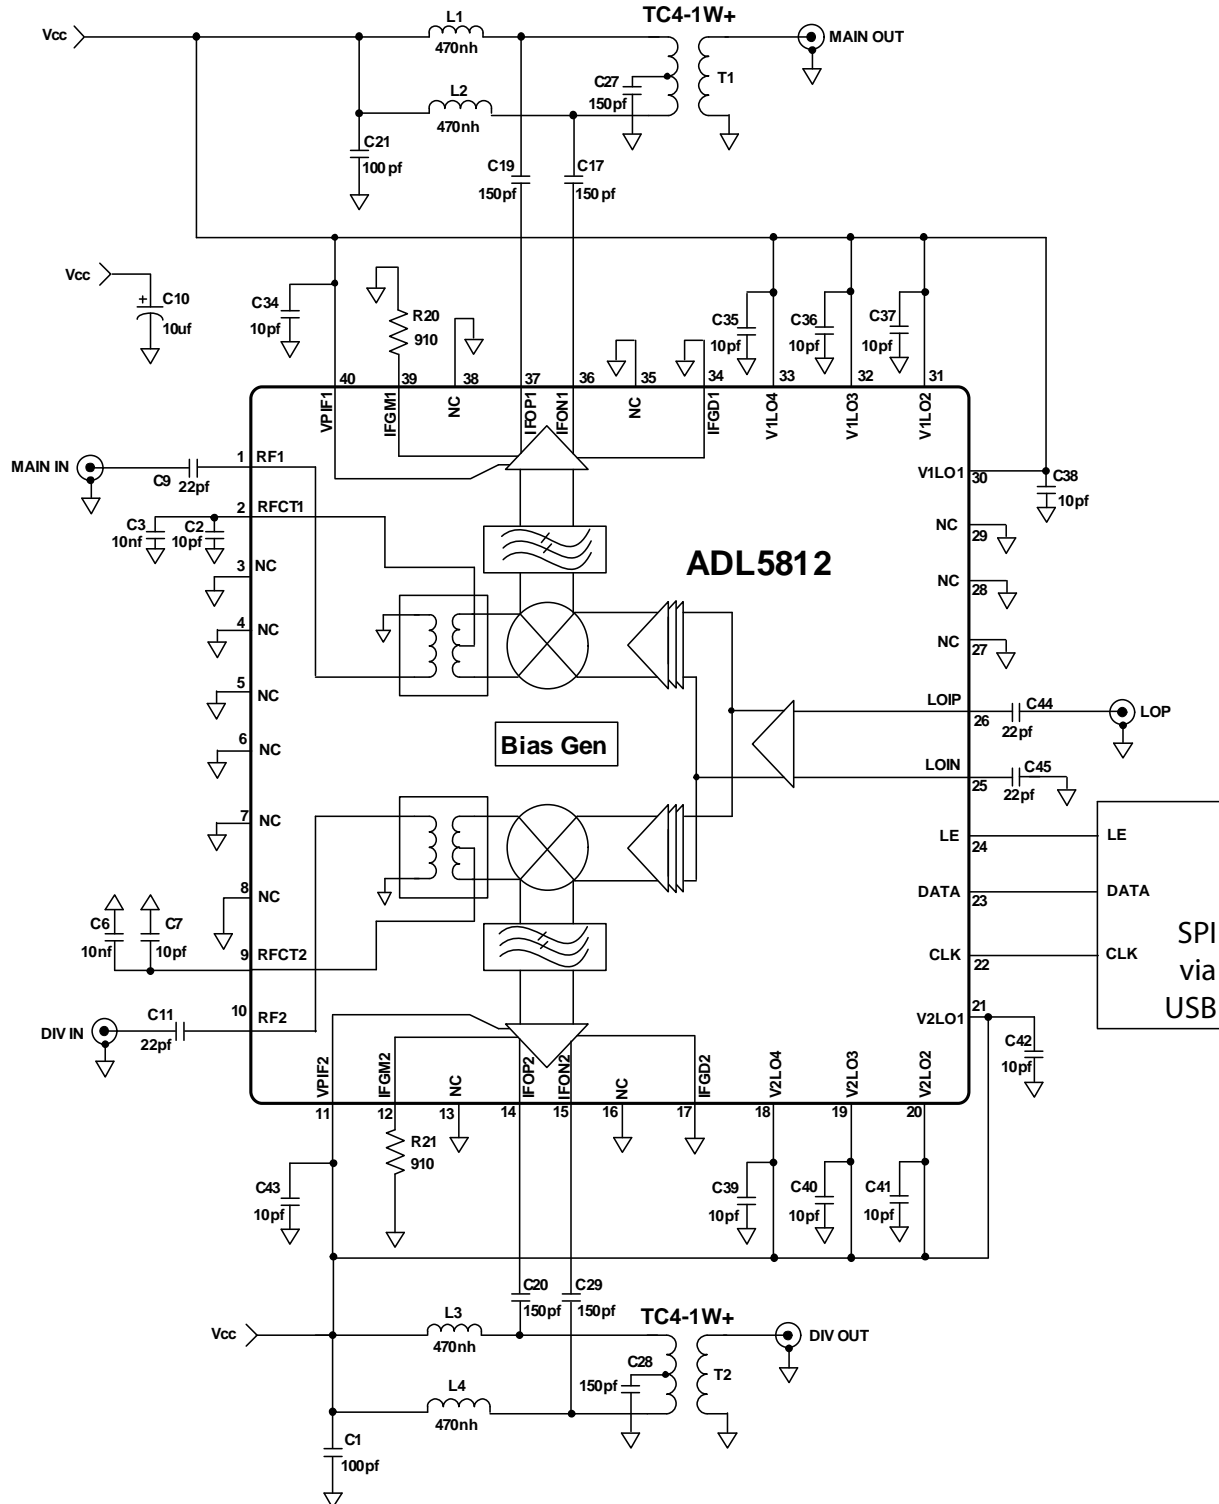 TC4-1W+
L1
Vcc
470nh
MAIN OUT
C27
150pf
T1
L2
470nh
C21
100 pf
C19
150pf
C17
150 pf
Vcc
+
C10
10uf
C34
10pf
R20
910
C35
10pf
C36
10pf
C37
10pf
40
39
38
37
36
35
34
33
32
31
VPIF1
IFGM1
NC
IFOP1
IFON1
NC
IFGD1
V1LO4
V1LO3
V1LO2
MAIN IN
C9
22pf
1
RF1
V1LO1
30
C38
10pf
C3
10nf
C2
10pf
2
RFCT1
NC
29
3
NC
ADL5812
NC
28
4
NC
NC
27
5
NC
LOIP
26
C44
22pf
LOP
6
NC
Bias Gen
LOIN
25
C45
22pf
7
NC
LE
24
LE
8
NC
DATA
23
DATA
C6
10nf
C7
10pf
9
RFCT2
CLK
22
CLK
SPI
via
USB
DIV IN
C11
22pf
10
RF2
V2LO1
21
C42
10pf
VPIF2
IFGM2
NC
IFOP2
IFON2
NC
IFGD2
V2LO4
V2LO3
V2LO2
11
12
13
14
15
16
17
18
19
20
R21
910
C43
10pf
C39
10pf
C40
10pf
C41
10pf
C20
150pf
C29
150pf
TC4-1W+
Vcc
L3
470nh
DIV OUT
C28
150pf
T2
L4
470nh
C1
100pf